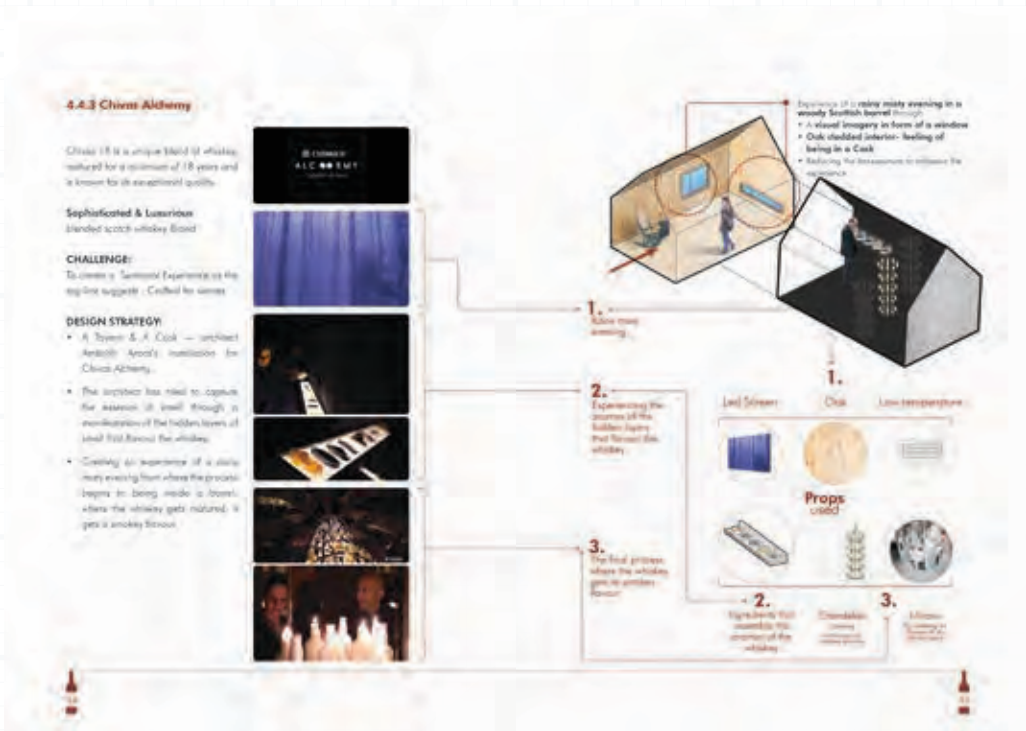 4.4.3 Chivas Alchemy
Chivas 18 is a unique blend of whiskey,
matured for a minimum of 18 years and
is known for its exceptional quality.
Sophisticated & Luxurious
blended scotch whiskey Brand
CHALLENGE:
To create a Sensorial Experience as the
tag line suggests : Crafted for senses
DESIGN STRATEGY:
• A Tavern & A Cask — architect
Ambrish Arora's installation for
Chivas Alchemy.
• The architect has tried to capture
the essence of smell through a
manifestation of the hidden layers of
smell that flavour the whiskey.
• Creating an experience of a rainy
misty evening from where the process
begins to being inside a barrel,
where the whiskey gets matured, it
gets a smokey flavour.
ALCHEMY
Experience of a rainy misty evening in a
woody Scottish barrel through
• A visual imagery in form of a window
• Oak cladded interior- feeling of
being in a Cask
• Reducing the temperature to enhance the
experience
1.
Rainy misty
evening
2.
Experiencing the
aromas of the
hidden layers
that flavour the
whiskey
3.
The final process
where the whiskey
gets its smokey
flavour
1.
Led Screen
Oak
Low temperature
Props
used
2.
Ingredients that
resemble the
aromas of the
whiskey
3.
Chandelier
Mirrors